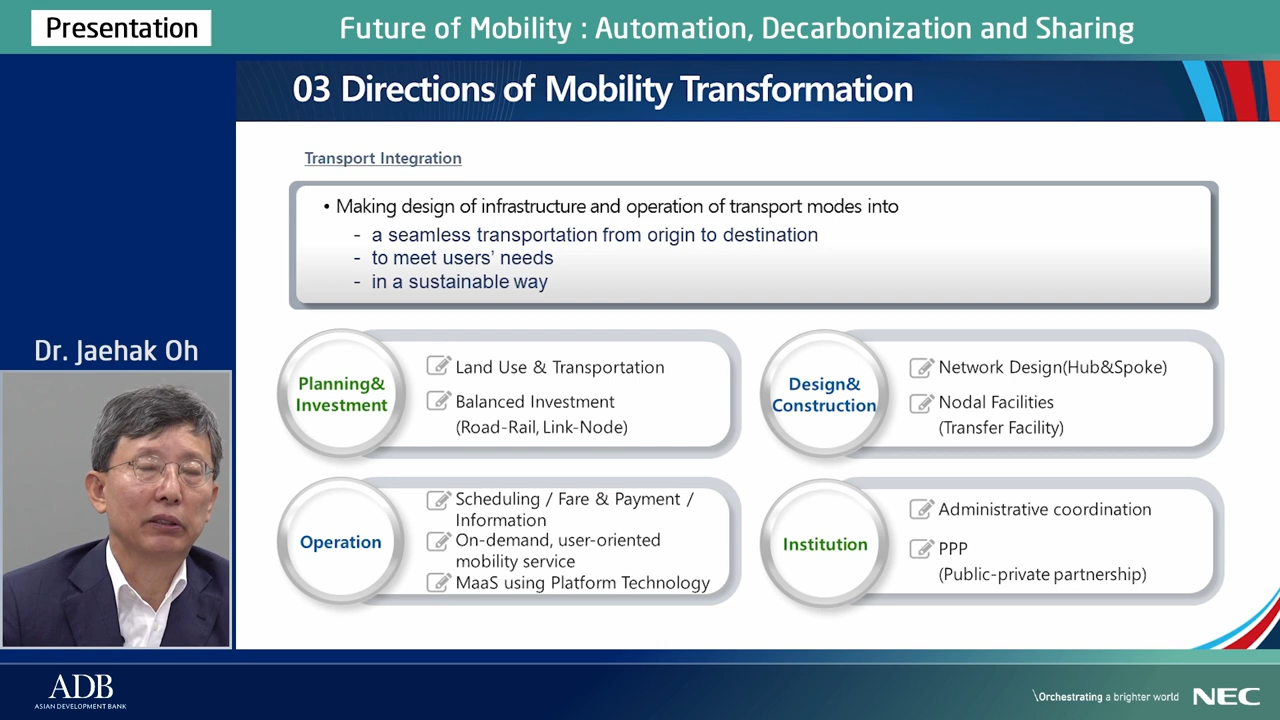 Presentation
Future of Mobility : Automation, Decarbonization and Sharing
03 Directions of Mobility Transformation
Transport Integration
• Making design of infrastructure and operation of transport modes into
- a seamless transportation from origin to destination
- to meet users' needs
- in a sustainable way
Planning&
Investment
Land Use & Transportation
Balanced Investment
(Road-Rail, Link-Node)
Design&
Construction
Network Design(Hub&Spoke)
Nodal Facilities
(Transfer Facility)
Operation
Scheduling / Fare & Payment /
Information
On-demand, user-oriented
mobility service
MaaS using Platform Technology
Institution
Administrative coordination
PPP
(Public-private partnership)
Dr. Jaehak Oh
ADB
ASIAN DEVELOPMENT BANK
\Orchestrating a brighter world
NEC